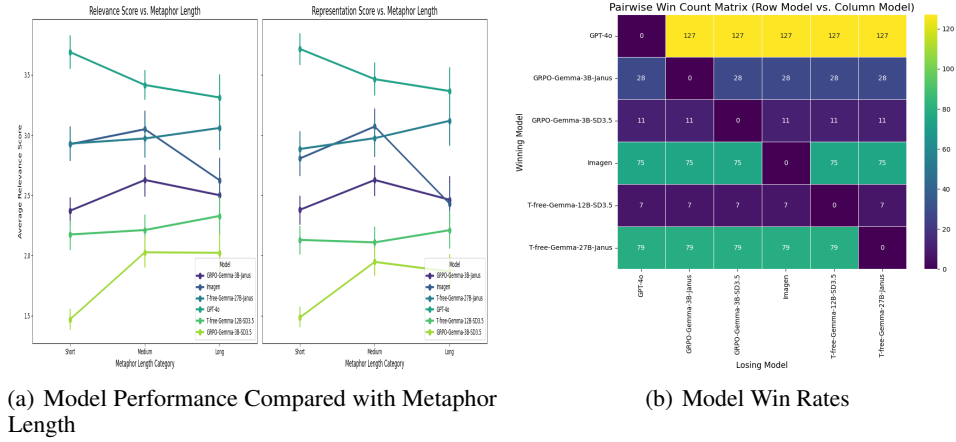 Relevance Score vs. Metaphor Length
Average Relevance Score
3.5
3.0
2.5
2.0
1.5
Short
Medium
Long
Metaphor Length Category
Model
GRPO-Gemma-3B-Janus
Imagen
T-free-Gemma-27B-Janus
GPT-4o
T-free-Gemma-12B-SD3.5
GRPO-Gemma-3B-SD3.5
Representation Score vs. Metaphor Length
Short
Medium
Long
Metaphor Length Category
Model
GRPO-Gemma-3B-Janus
Imagen
T-free-Gemma-27B-Janus
GPT-4o
T-free-Gemma-12B-SD3.5
GRPO-Gemma-3B-SD3.5
(a) Model Performance Compared with Metaphor
Length
Pairwise Win Count Matrix (Row Model vs. Column Model)
Winning Model
GPT-4o 0 127 127 127 127 127
GRPO-Gemma-3B-Janus 28 0 28 28 28 28
GRPO-Gemma-3B-SD3.5 11 11 0 11 11 11
Imagen 75 75 75 0 75 75
T-free-Gemma-12B-SD3.5 7 7 7 7 0 7
T-free-Gemma-27B-Janus 79 79 79 79 79 0
GPT-4o
GRPO-Gemma-3B-Janus
GRPO-Gemma-3B-SD3.5
Imagen
T-free-Gemma-12B-SD3.5
T-free-Gemma-27B-Janus
Losing Model
120
100
80
60
40
20
0
(b) Model Win Rates